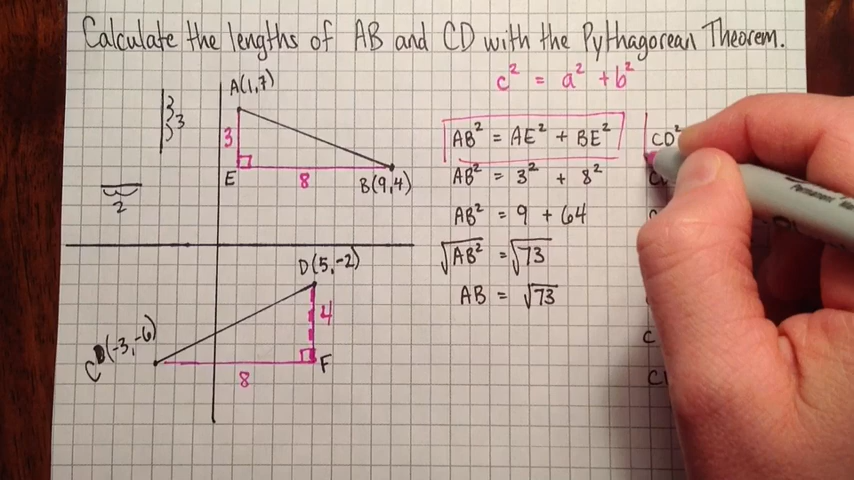 Calculate the lengths of AB and CD with the Pythagorean Theorem.
c² = a² + b²
A(1,7)
3
3
E
8
B(9,4)
2
D(5,-2)
4
C(-3,-6)
F
8
AB² = AE² + BE²
AB² = 3² + 8²
AB² = 9 + 64
√AB² = √73
AB = √73
CD²
C
C